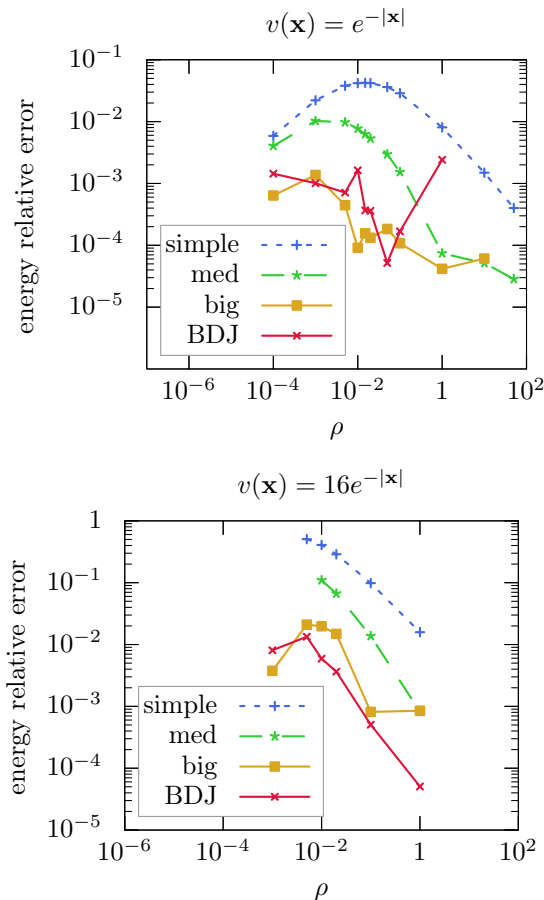 v(𝐱) = e^{−|𝐱|}
energy relative error
10^{−1}
10^{−2}
10^{−3}
10^{−4}
10^{−5}
simple
med
big
BDJ
10^{−6} 10^{−4} 10^{−2} 1 10^{2}
ρ
v(𝐱) = 16e^{−|𝐱|}
energy relative error
1
10^{−1}
10^{−2}
10^{−3}
10^{−4}
10^{−5}
simple
med
big
BDJ
10^{−6} 10^{−4} 10^{−2} 1 10^{2}
ρ